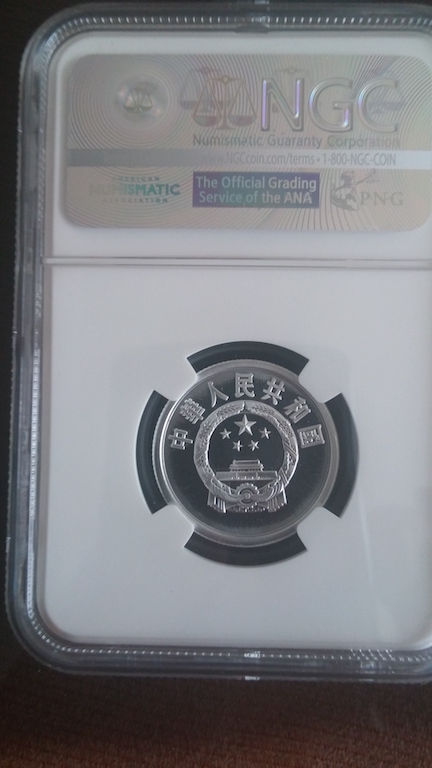 NGC
Numismatic Guaranty Corporation
www.NGCcoin.com/terms • 1-800-NGC-COIN
AMERICAN
NUMISMATIC
ASSOCIATION
The Official Grading
Service of the ANA
P·N·G
中华人民共和国